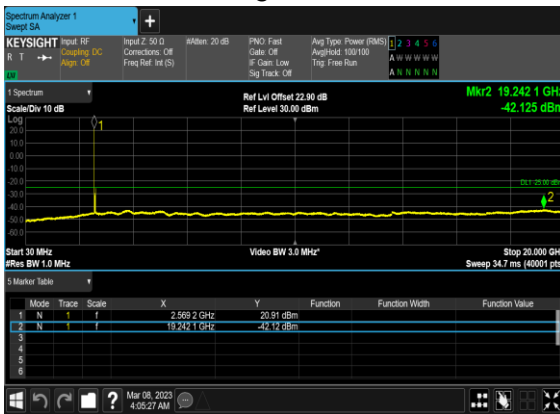 Spectrum Analyzer 1
Swept SA
KEYSIGHT Input: RF Input Z: 50 Ω #Atten: 20 dB PNO: Fast Avg Type: Power (RMS) 1 2 3 4 5 6
R T Coupling: DC Corrections: Off Gate: Off Avg|Hold: 100/100 A W W W W W
Align: Off Freq Ref: Int (S) IF Gain: Low Trig: Free Run
LV Sig Track: Off A N N N N N
1 Spectrum Ref Lvl Offset 22.90 dB Mkr2 19.242 1 GHz
Scale/Div 10 dB Ref Level 30.00 dBm -42.125 dBm
Log
20.0
10.0
0.00
-10.0
-20.0
-30.0
-40.0
-50.0
-60.0
1
DL1 -25.00 dBm
2
Start 30 MHz Video BW 3.0 MHz* Stop 20.000 GHz
#Res BW 1.0 MHz Sweep 34.7 ms (40001 pts)
5 Marker Table
Mode Trace Scale X Y Function Function Width Function Value
1 N 1 f 2.569 2 GHz 20.91 dBm
2 N 1 f 19.242 1 GHz -42.12 dBm
3
4
5
6
Mar 08, 2023
4:05:27 AM